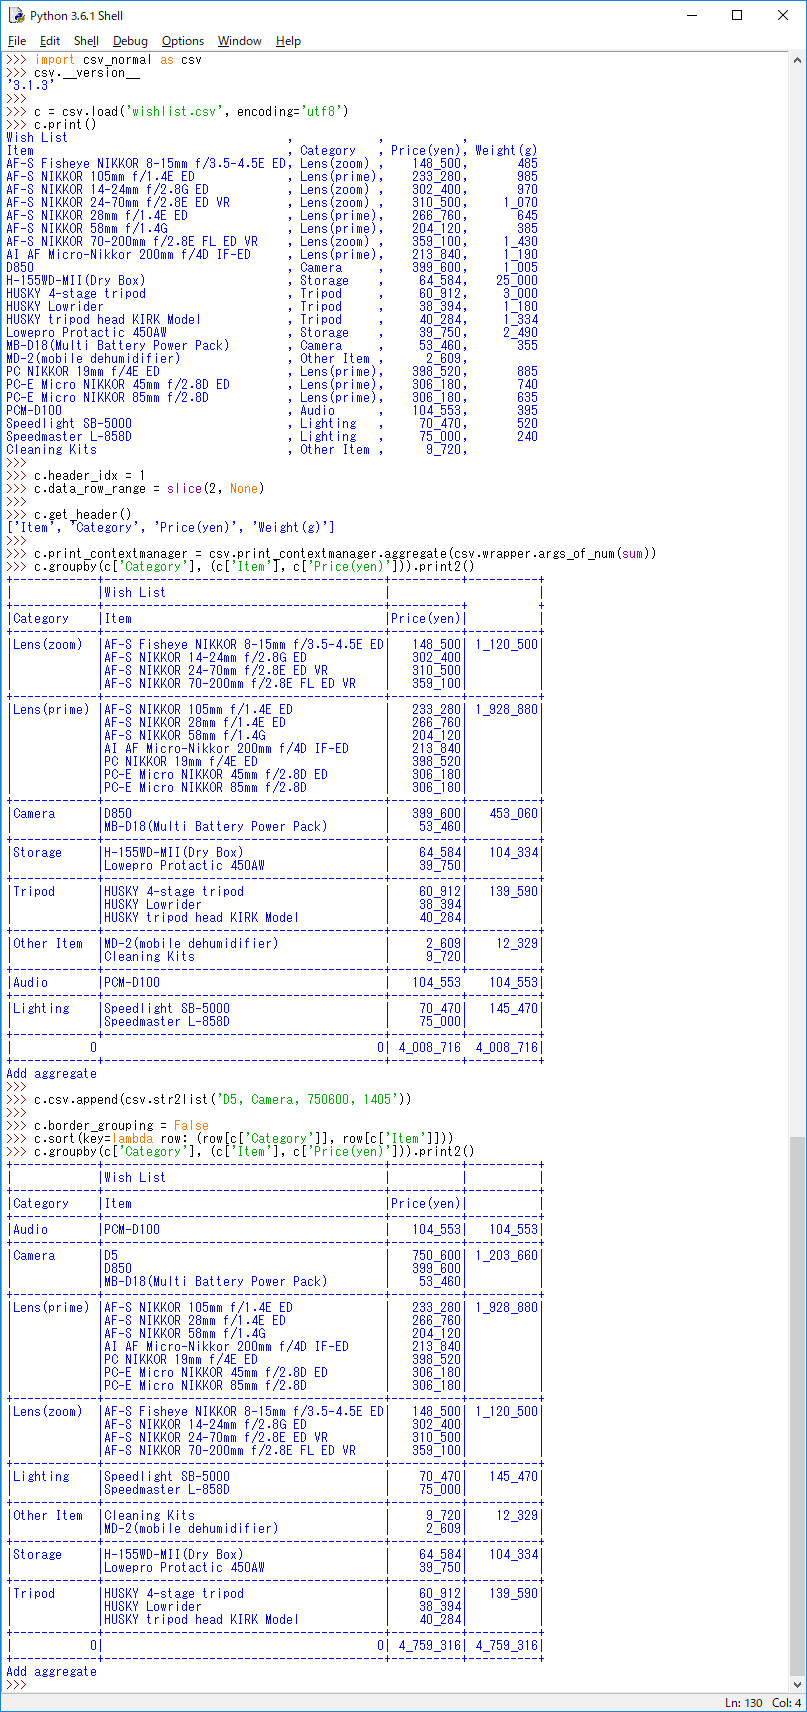 Python 3.6.1 Shell
File Edit Shell Debug Options Window Help
>>> import csv_normal as csv
>>> csv.__version__
'3.1.3'
>>>
>>> c = csv.load('wishlist.csv', encoding='utf8')
>>> c.print()
Wish List                               ,            ,           ,
Item                                    , Category   , Price(yen), Weight(g)
AF-S Fisheye NIKKOR 8-15mm f/3.5-4.5E ED, Lens(zoom) ,    148_500,       485
AF-S NIKKOR 105mm f/1.4E ED             , Lens(prime),    233_280,       985
AF-S NIKKOR 14-24mm f/2.8G ED           , Lens(zoom) ,    302_400,       970
AF-S NIKKOR 24-70mm f/2.8E ED VR        , Lens(zoom) ,    310_500,     1_070
AF-S NIKKOR 28mm f/1.4E ED              , Lens(prime),    266_760,       645
AF-S NIKKOR 58mm f/1.4G                 , Lens(prime),    204_120,       385
AF-S NIKKOR 70-200mm f/2.8E FL ED VR    , Lens(zoom) ,    359_100,     1_430
AI AF Micro-Nikkor 200mm f/4D IF-ED     , Lens(prime),    213_840,     1_190
D850                                    , Camera     ,    399_600,     1_005
H-155WD-MII(Dry Box)                    , Storage    ,     64_584,    25_000
HUSKY 4-stage tripod                    , Tripod     ,     60_912,     3_000
HUSKY Lowrider                          , Tripod     ,     38_394,     1_180
HUSKY tripod head KIRK Model            , Tripod     ,     40_284,     1_334
Lowepro Protactic 450AW                 , Storage    ,     39_750,     2_490
MB-D18(Multi Battery Power Pack)        , Camera     ,     53_460,       355
MD-2(mobile dehumidifier)               , Other Item ,      2_609,
PC NIKKOR 19mm f/4E ED                  , Lens(prime),    398_520,       885
PC-E Micro NIKKOR 45mm f/2.8D ED        , Lens(prime),    306_180,       740
PC-E Micro NIKKOR 85mm f/2.8D           , Lens(prime),    306_180,       635
PCM-D100                                , Audio      ,    104_553,       395
Speedlight SB-5000                      , Lighting   ,     70_470,       520
Speedmaster L-858D                      , Lighting   ,     75_000,       240
Cleaning Kits                           , Other Item ,      9_720,
>>>
>>> c.header_idx = 1
>>> c.data_row_range = slice(2, None)
>>>
>>> c.get_header()
['Item', 'Category', 'Price(yen)', 'Weight(g)']
>>>
>>> c.print_contextmanager = csv.print_contextmanager.aggregate(csv.wrapper.args_of_num(sum))
>>> c.groupby(c['Category'], (c['Item'], c['Price(yen)'])).print2()
| |Wish List | | |
|Category |Item |Price(yen)| |
|Lens(zoom) |AF-S Fisheye NIKKOR 8-15mm f/3.5-4.5E ED| 148_500| 1_120_500|
| |AF-S NIKKOR 14-24mm f/2.8G ED | 302_400| |
| |AF-S NIKKOR 24-70mm f/2.8E ED VR | 310_500| |
| |AF-S NIKKOR 70-200mm f/2.8E FL ED VR | 359_100| |
|Lens(prime) |AF-S NIKKOR 105mm f/1.4E ED | 233_280| 1_928_880|
| |AF-S NIKKOR 28mm f/1.4E ED | 266_760| |
| |AF-S NIKKOR 58mm f/1.4G | 204_120| |
| |AI AF Micro-Nikkor 200mm f/4D IF-ED | 213_840| |
| |PC NIKKOR 19mm f/4E ED | 398_520| |
| |PC-E Micro NIKKOR 45mm f/2.8D ED | 306_180| |
| |PC-E Micro NIKKOR 85mm f/2.8D | 306_180| |
|Camera |D850 | 399_600| 453_060|
| |MB-D18(Multi Battery Power Pack) | 53_460| |
|Storage |H-155WD-MII(Dry Box) | 64_584| 104_334|
| |Lowepro Protactic 450AW | 39_750| |
|Tripod |HUSKY 4-stage tripod | 60_912| 139_590|
| |HUSKY Lowrider | 38_394| |
| |HUSKY tripod head KIRK Model | 40_284| |
|Other Item |MD-2(mobile dehumidifier) | 2_609| 12_329|
| |Cleaning Kits | 9_720| |
|Audio |PCM-D100 | 104_553 104_553|
|Lighting |Speedlight SB-5000 | 70_470| 145_470|
| |Speedmaster L-858D | 75_000| |
| 0 0| 4_008_716 4_008_716|
Add aggregate
>>>
>>> c.csv.append(csv.str2list('D5, Camera, 750600, 1405'))
>>>
>>> c.border_grouping = False
>>> c.sort(key=lambda row: (row[c['Category']], row[c['Item']]))
>>> c.groupby(c['Category'], (c['Item'], c['Price(yen)'])).print2()
| |Wish List | | |
|Category |Item |Price(yen)| |
|Audio |PCM-D100 | 104_553| 104_553|
|Camera |D5 | 750_600| 1_203_660|
| |D850 | 399_600| |
| |MB-D18(Multi Battery Power Pack) | 53_460| |
|Lens(prime) |AF-S NIKKOR 105mm f/1.4E ED | 233_280| 1_928_880|
| |AF-S NIKKOR 28mm f/1.4E ED | 266_760| |
| |AF-S NIKKOR 58mm f/1.4G | 204_120| |
| |AI AF Micro-Nikkor 200mm f/4D IF-ED | 213_840| |
| |PC NIKKOR 19mm f/4E ED | 398_520| |
| |PC-E Micro NIKKOR 45mm f/2.8D ED | 306_180| |
| |PC-E Micro NIKKOR 85mm f/2.8D | 306_180| |
|Lens(zoom) |AF-S Fisheye NIKKOR 8-15mm f/3.5-4.5E ED| 148_500| 1_120_500|
| |AF-S NIKKOR 14-24mm f/2.8G ED | 302_400| |
| |AF-S NIKKOR 24-70mm f/2.8E ED VR | 310_500| |
| |AF-S NIKKOR 70-200mm f/2.8E FL ED VR | 359_100| |
|Lighting |Speedlight SB-5000 | 70_470| 145_470|
| |Speedmaster L-858D | 75_000| |
|Other Item |Cleaning Kits | 9_720| 12_329|
| |MD-2(mobile dehumidifier) | 2_609| |
|Storage |H-155WD-MII(Dry Box) | 64_584| 104_334|
| |Lowepro Protactic 450AW | 39_750| |
|Tripod |HUSKY 4-stage tripod | 60_912| 139_590|
| |HUSKY Lowrider | 38_394| |
| |HUSKY tripod head KIRK Model | 40_284| |
| 0| 0| 4_759_316| 4_759_316|
Add aggregate
>>>
Ln: 130 Col: 4